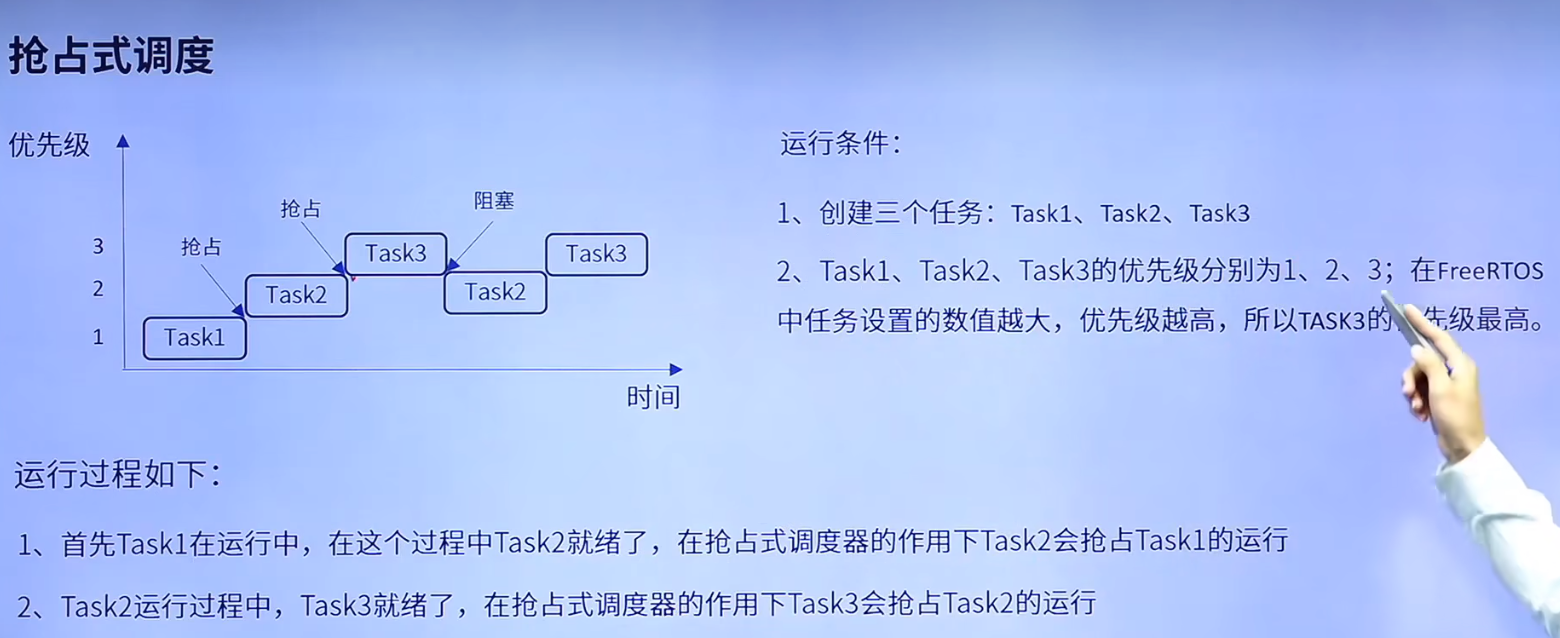 抢占式调度
优先级
3
2
1
抢占
抢占
阻塞
Task1
Task2
Task3
Task2
Task3
时间
运行条件：
1、创建三个任务：Task1、Task2、Task3
2、Task1、Task2、Task3的优先级分别为1、2、3；在FreeRTOS
中任务设置的数值越大，优先级越高，所以TASK3的 先级最高。
运行过程如下：
1、首先Task1在运行中，在这个过程中Task2就绪了，在抢占式调度器的作用下Task2会抢占Task1的运行
2、Task2运行过程中，Task3就绪了，在抢占式调度器的作用下Task3会抢占Task2的运行